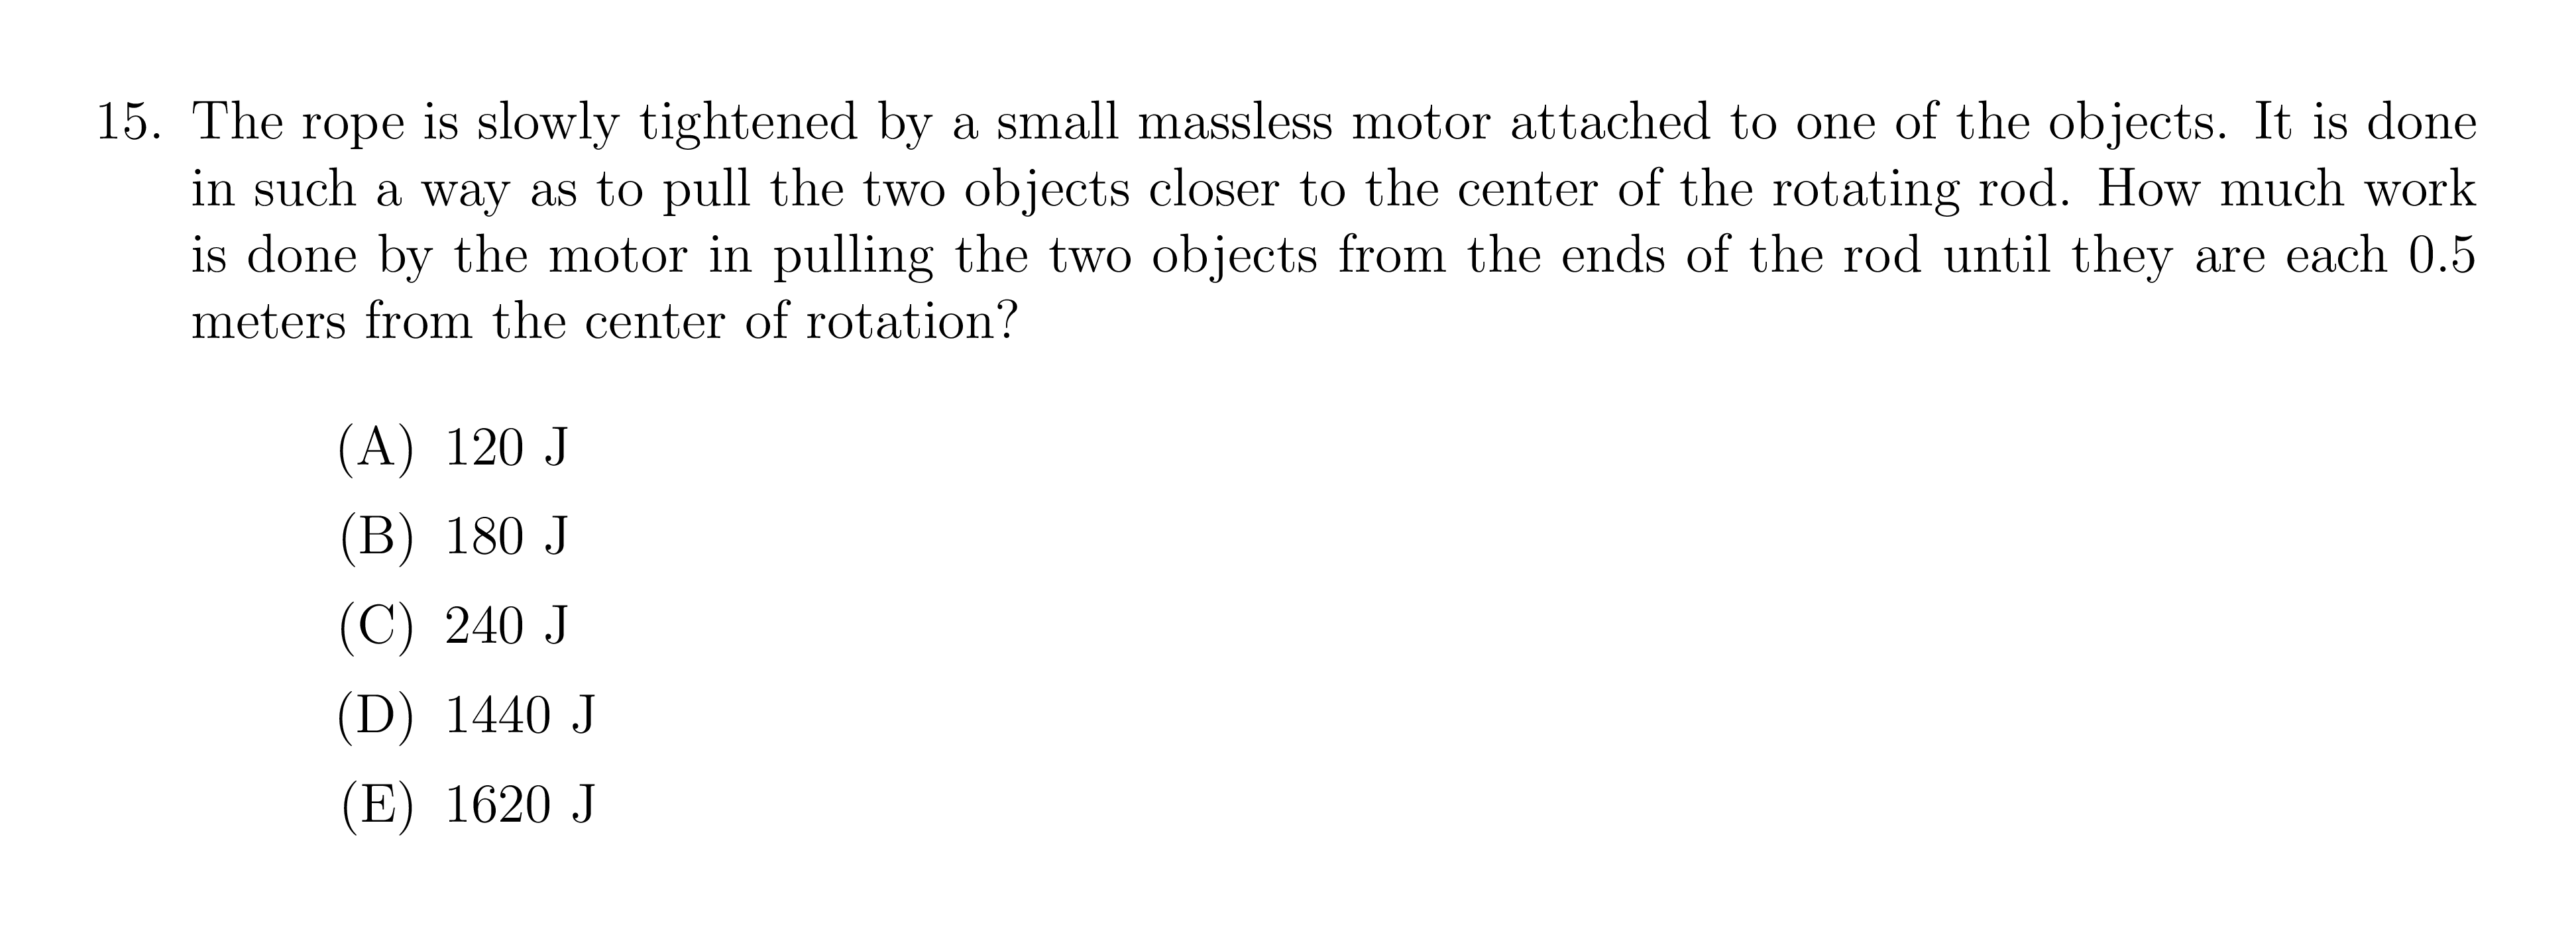 15. The rope is slowly tightened by a small massless motor attached to one of the objects. It is done
in such a way as to pull the two objects closer to the center of the rotating rod. How much work
is done by the motor in pulling the two objects from the ends of the rod until they are each 0.5
meters from the center of rotation?
(A) 120 J
(B) 180 J
(C) 240 J
(D) 1440 J
(E) 1620 J